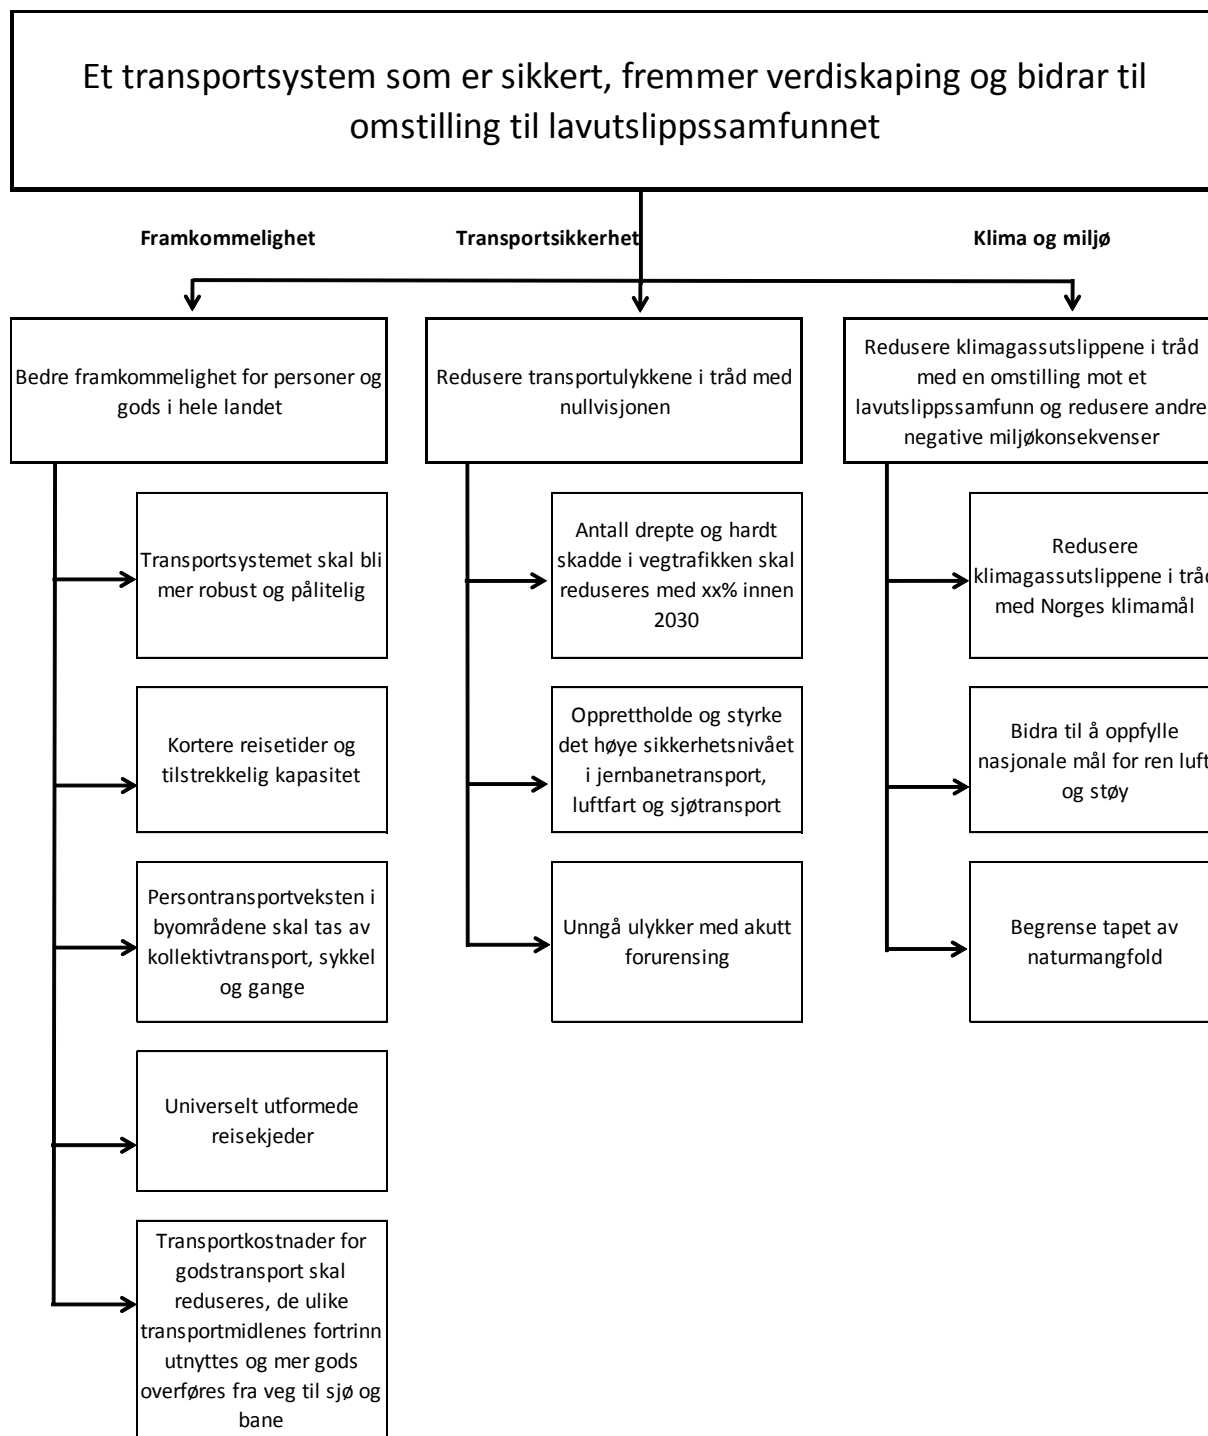 Et transportsystem som er sikkert, fremmer verdiskaping og bidrar til
omstilling til lavutslippssamfunnet
Framkommelighet
Transportsikkerhet
Klima og miljø
Bedre framkommelighet for personer og
gods i hele landet
Redusere transportulykkene i tråd med
nullvisjonen
Redusere klimagassutslippene i tråd
med en omstilling mot et
lavutslippssamfunn og redusere andre
negative miljøkonsekvenser
Transportsystemet skal bli
mer robust og pålitelig
Kortere reisetider og
tilstrekkelig kapasitet
Persontransportveksten i
byområdene skal tas av
kollektivtransport, sykkel
og gange
Universelt utformede
reisekjeder
Transportkostnader for
godstransport skal
reduseres, de ulike
transportmidlenes fortrinn
utnyttes og mer gods
overføres fra veg til sjø og
bane
Antall drepte og hardt
skadde i vegtrafikken skal
reduseres med xx% innen
2030
Opprettholde og styrke
det høye sikkerhetsnivået
i jernbanetransport,
luftfart og sjøtransport
Unngå ulykker med akutt
forurensing
Redusere
klimagassutslippene i tråd
med Norges klimamål
Bidra til å oppfylle
nasjonale mål for ren luft
og støy
Begrense tapet av
naturmangfold